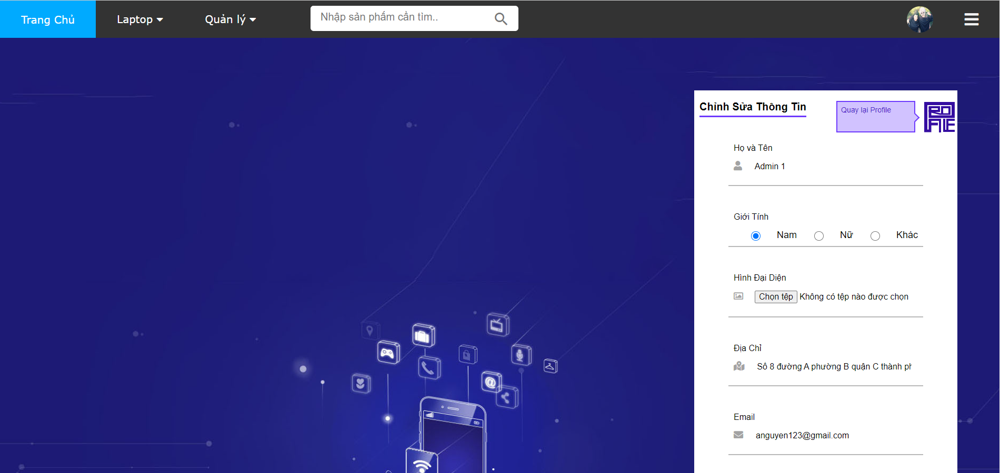 Trang Chủ
Laptop
Quản lý
Nhập sản phẩm cần tìm..
Chỉnh Sửa Thông Tin
Quay lại Profile
PROFILE
Họ và Tên
Admin 1
Giới Tính
Nam
Nữ
Khác
Hình Đại Diện
Chọn tệp Không có tệp nào được chọn
Địa Chỉ
Số 8 đường A phường B quận C thành ph
Email
anguyen123@gmail.com